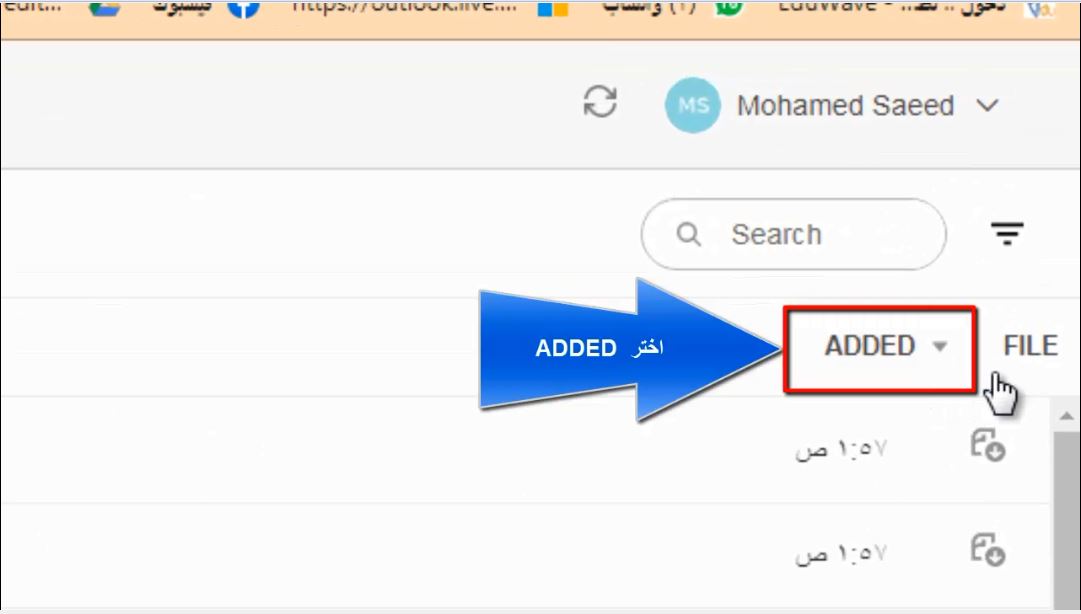 edit...
فيسبوك
https://outlook.live....
(١) واتساب
EduWave - دخول .. نظ...
MS Mohamed Saeed
Search
اختر ADDED
ADDED FILE
١:٥٧ ص
١:٥٧ ص